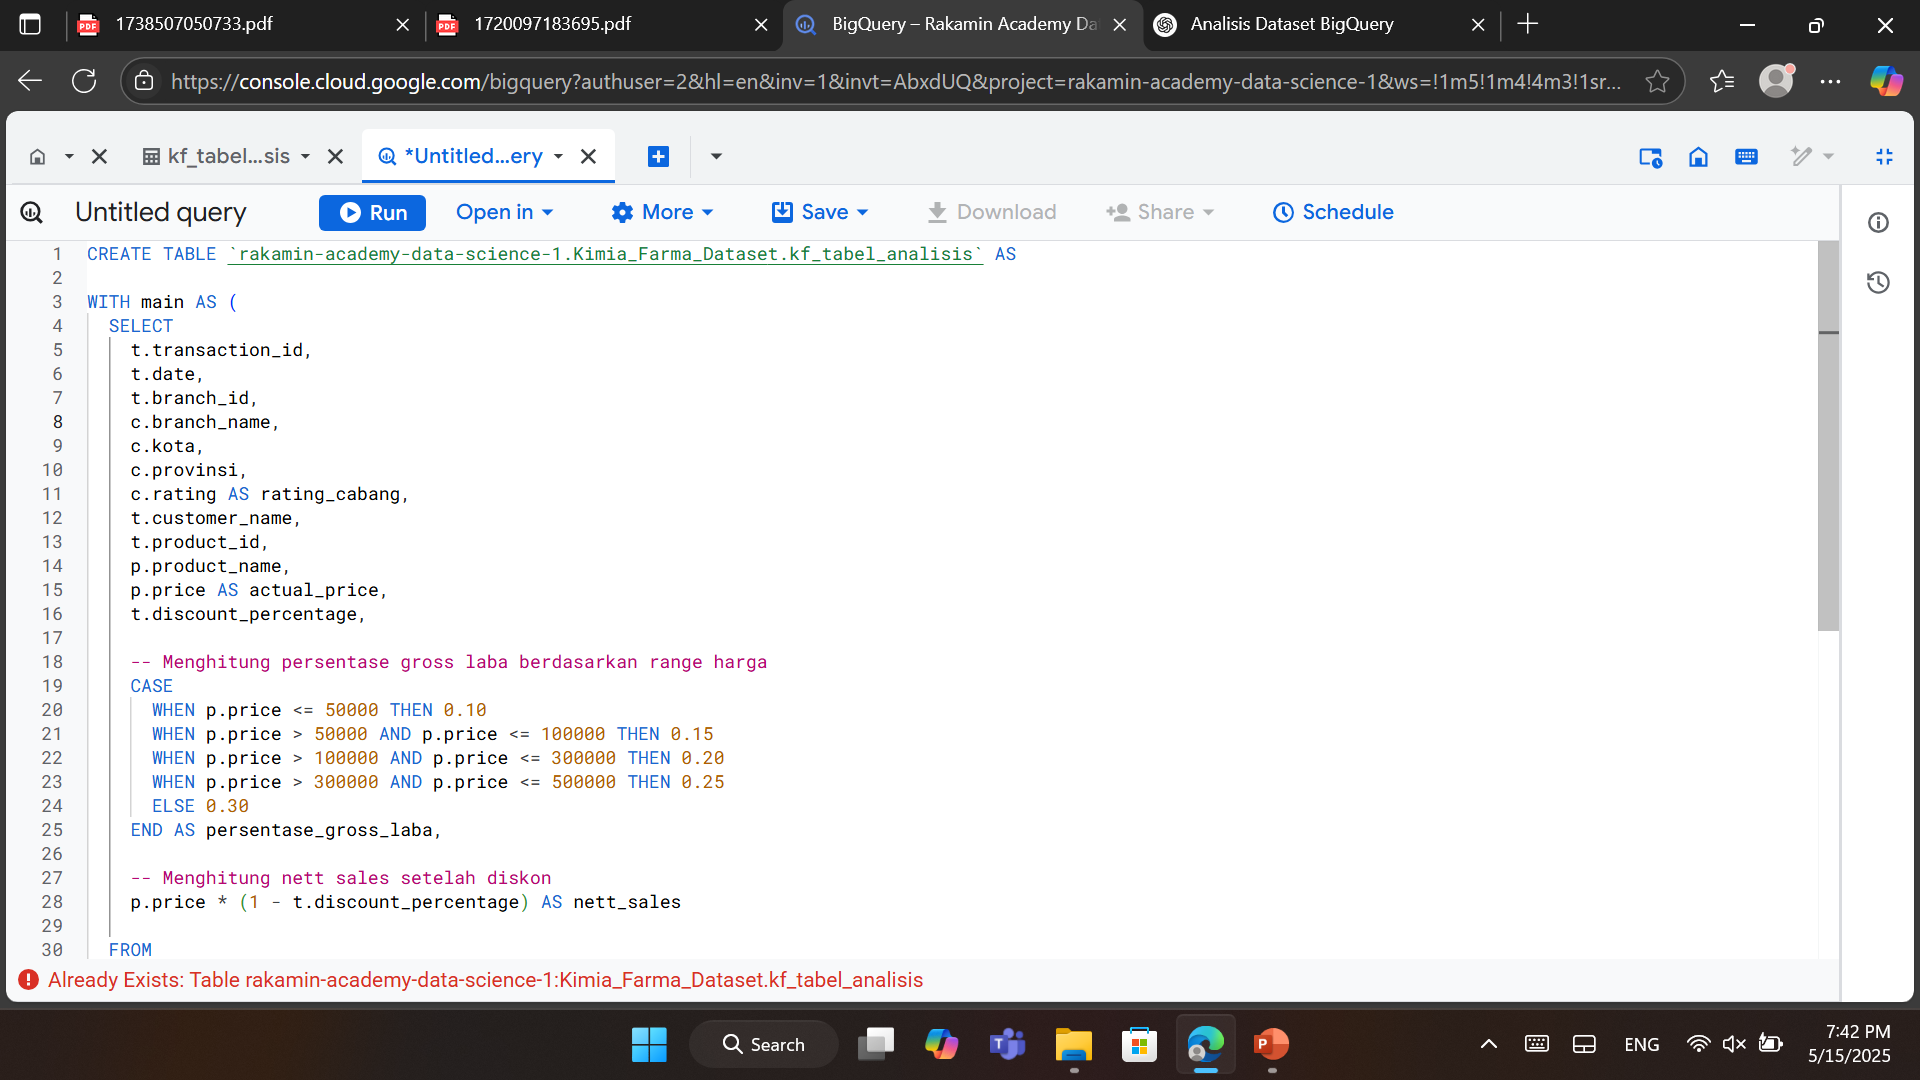 1738507050733.pdf
1720097183695.pdf
BigQuery – Rakamin Academy Da
Analisis Dataset BigQuery
https://console.cloud.google.com/bigquery?authuser=2&hl=en&inv=1&invt=AbxdUQ&project=rakamin-academy-data-science-1&ws=!1m5!1m4!4m3!1sr...
kf_tabel...sis
*Untitled...ery
Untitled query
Run
Open in
More
Save
Download
Share
Schedule
1 CREATE TABLE `rakamin-academy-data-science-1.Kimia_Farma_Dataset.kf_tabel_analisis` AS
2
3 WITH main AS (
4 SELECT
5 t.transaction_id,
6 t.date,
7 t.branch_id,
8 c.branch_name,
9 c.kota,
10 c.provinsi,
11 c.rating AS rating_cabang,
12 t.customer_name,
13 t.product_id,
14 p.product_name,
15 p.price AS actual_price,
16 t.discount_percentage,
17
18 -- Menghitung persentase gross laba berdasarkan range harga
19 CASE
20 WHEN p.price <= 50000 THEN 0.10
21 WHEN p.price > 50000 AND p.price <= 100000 THEN 0.15
22 WHEN p.price > 100000 AND p.price <= 300000 THEN 0.20
23 WHEN p.price > 300000 AND p.price <= 500000 THEN 0.25
24 ELSE 0.30
25 END AS persentase_gross_laba,
26
27 -- Menghitung nett sales setelah diskon
28 p.price * (1 - t.discount_percentage) AS nett_sales
29
30 FROM
Already Exists: Table rakamin-academy-data-science-1:Kimia_Farma_Dataset.kf_tabel_analisis
Search
ENG
7:42 PM
5/15/2025